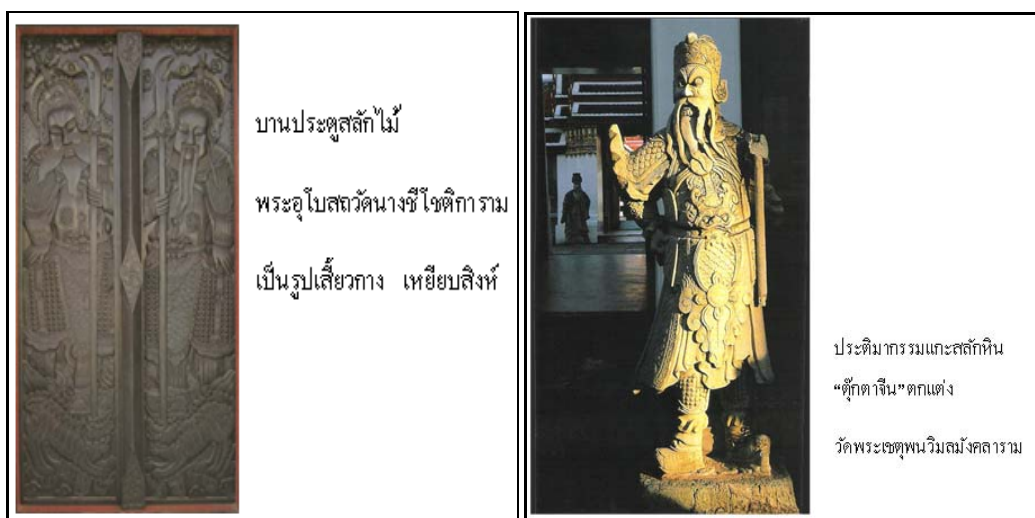 บานประตูสลักไม้
พระอุโบสถวัดนางชีโชติการาม
เป็นรูปเสี้ยวกาง เหยียบสิงห์
ประติมากรรมแกะสลักหิน
“ตุ๊กตาจีน”ตกแต่ง
วัดพระเชตุพนวิมลมังคลาราม